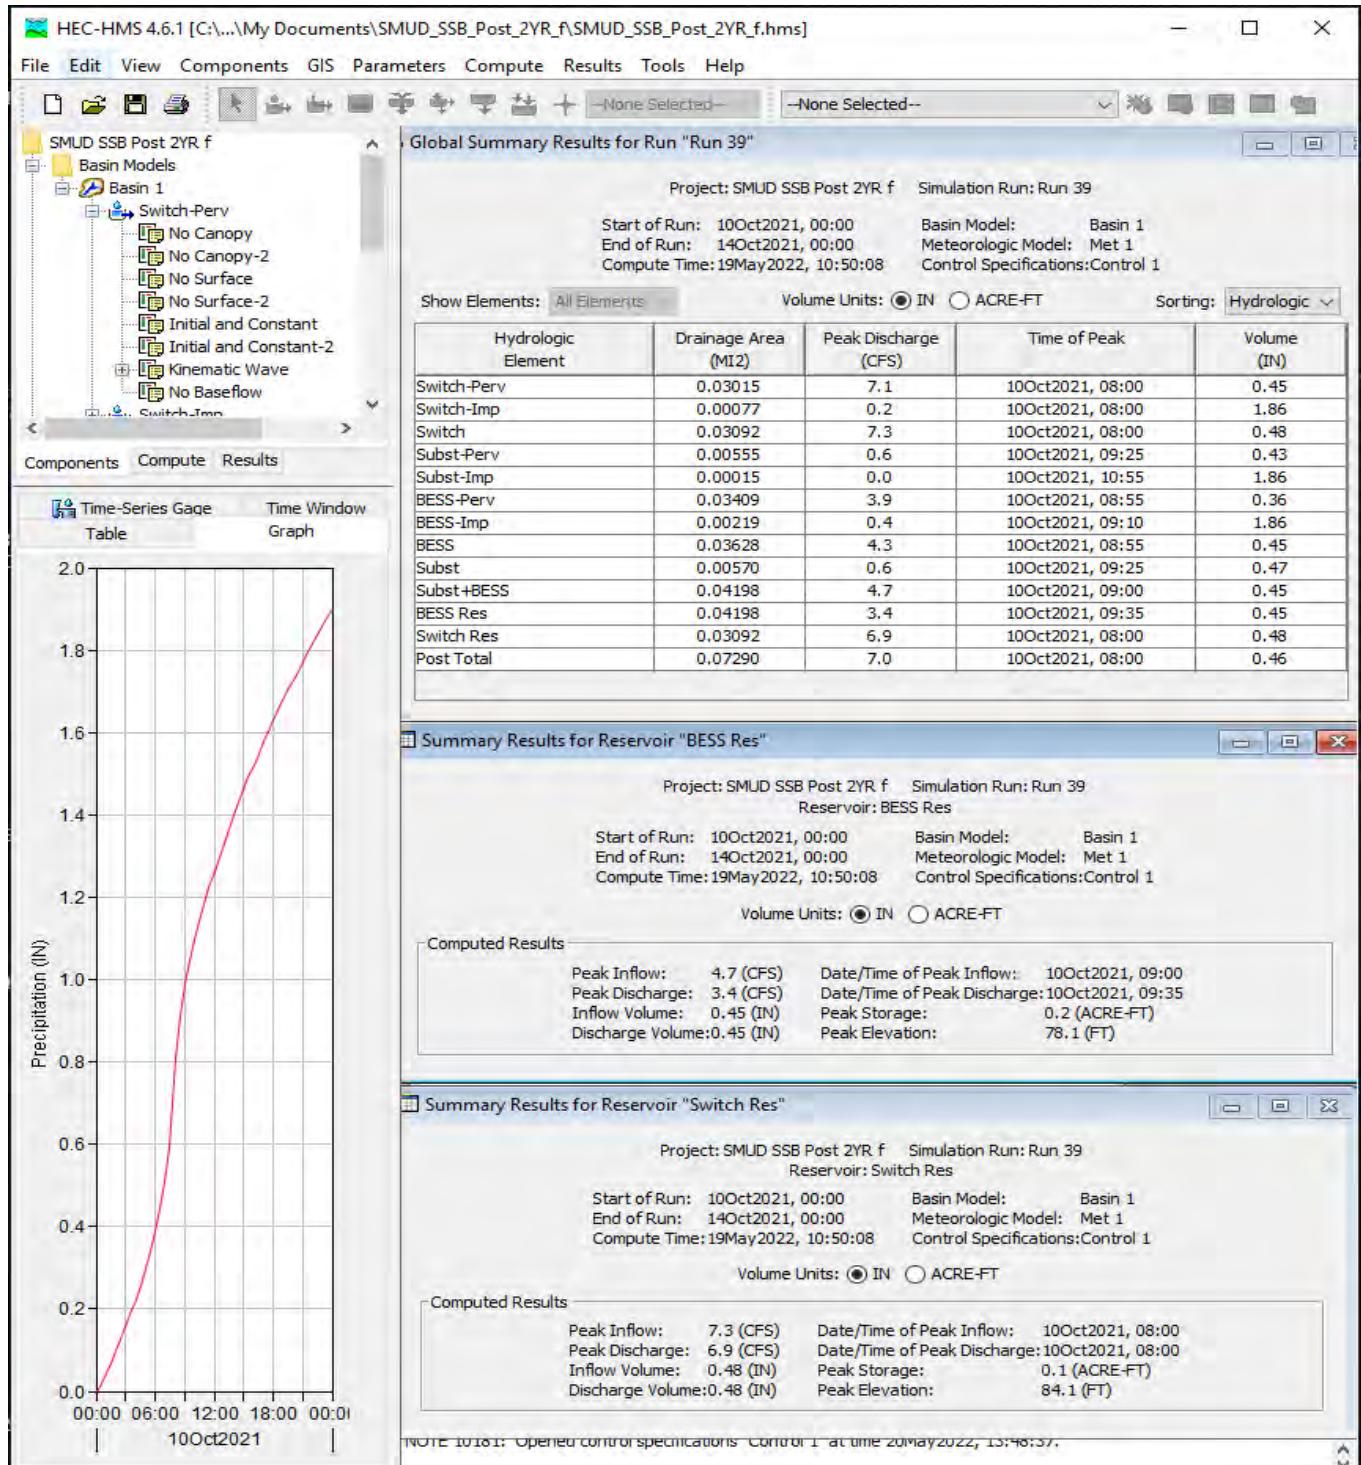 HEC-HMS 4.6.1 [C:\...\My Documents\SMUD_SSB_Post_2YR_f\SMUD_SSB_Post_2YR_f.hms]
File Edit View Components GIS Parameters Compute Results Tools Help
--None Selected-- --None Selected--
SMUD SSB Post 2YR f
Basin Models
Basin 1
Switch-Perv
No Canopy
No Canopy-2
No Surface
No Surface-2
Initial and Constant
Initial and Constant-2
Kinematic Wave
No Baseflow
Switch-Imp
Components Compute Results
Time-Series Gage Time Window
Table Graph
2.0
1.8
1.6
1.4
1.2
1.0
0.8
0.6
0.4
0.2
0.0
Precipitation (IN)
00:00 06:00 12:00 18:00 00:0
10Oct2021
Global Summary Results for Run "Run 39"
Project: SMUD SSB Post 2YR f Simulation Run: Run 39
Start of Run: 10Oct2021, 00:00 Basin Model: Basin 1
End of Run: 14Oct2021, 00:00 Meteorologic Model: Met 1
Compute Time:19May2022, 10:50:08 Control Specifications:Control 1
Show Elements: All Elements Volume Units: IN ACRE-FT Sorting: Hydrologic
Hydrologic Element Drainage Area (MI2) Peak Discharge (CFS) Time of Peak Volume (IN)
Switch-Perv 0.03015 7.1 10Oct2021, 08:00 0.45
Switch-Imp 0.00077 0.2 10Oct2021, 08:00 1.86
Switch 0.03092 7.3 10Oct2021, 08:00 0.48
Subst-Perv 0.00555 0.6 10Oct2021, 09:25 0.43
Subst-Imp 0.00015 0.0 10Oct2021, 10:55 1.86
BESS-Perv 0.03409 3.9 10Oct2021, 08:55 0.36
BESS-Imp 0.00219 0.4 10Oct2021, 09:10 1.86
BESS 0.03628 4.3 10Oct2021, 08:55 0.45
Subst 0.00570 0.6 10Oct2021, 09:25 0.47
Subst+BESS 0.04198 4.7 10Oct2021, 09:00 0.45
BESS Res 0.04198 3.4 10Oct2021, 09:35 0.45
Switch Res 0.03092 6.9 10Oct2021, 08:00 0.48
Post Total 0.07290 7.0 10Oct2021, 08:00 0.46
Summary Results for Reservoir "BESS Res"
Project: SMUD SSB Post 2YR f Simulation Run: Run 39
Reservoir: BESS Res
Start of Run: 10Oct2021, 00:00 Basin Model: Basin 1
End of Run: 14Oct2021, 00:00 Meteorologic Model: Met 1
Compute Time:19May2022, 10:50:08 Control Specifications:Control 1
Volume Units: IN ACRE-FT
Computed Results
Peak Inflow: 4.7 (CFS) Date/Time of Peak Inflow: 10Oct2021, 09:00
Peak Discharge: 3.4 (CFS) Date/Time of Peak Discharge:10Oct2021, 09:35
Inflow Volume: 0.45 (IN) Peak Storage: 0.2 (ACRE-FT)
Discharge Volume:0.45 (IN) Peak Elevation: 78.1 (FT)
Summary Results for Reservoir "Switch Res"
Project: SMUD SSB Post 2YR f Simulation Run: Run 39
Reservoir: Switch Res
Start of Run: 10Oct2021, 00:00 Basin Model: Basin 1
End of Run: 14Oct2021, 00:00 Meteorologic Model: Met 1
Compute Time:19May2022, 10:50:08 Control Specifications:Control 1
Volume Units: IN ACRE-FT
Computed Results
Peak Inflow: 7.3 (CFS) Date/Time of Peak Inflow: 10Oct2021, 08:00
Peak Discharge: 6.9 (CFS) Date/Time of Peak Discharge:10Oct2021, 08:00
Inflow Volume: 0.48 (IN) Peak Storage: 0.1 (ACRE-FT)
Discharge Volume:0.48 (IN) Peak Elevation: 84.1 (FT)
NOTE 10181: Opened control specifications "Control 1" at time 20May2022, 13:48:37.